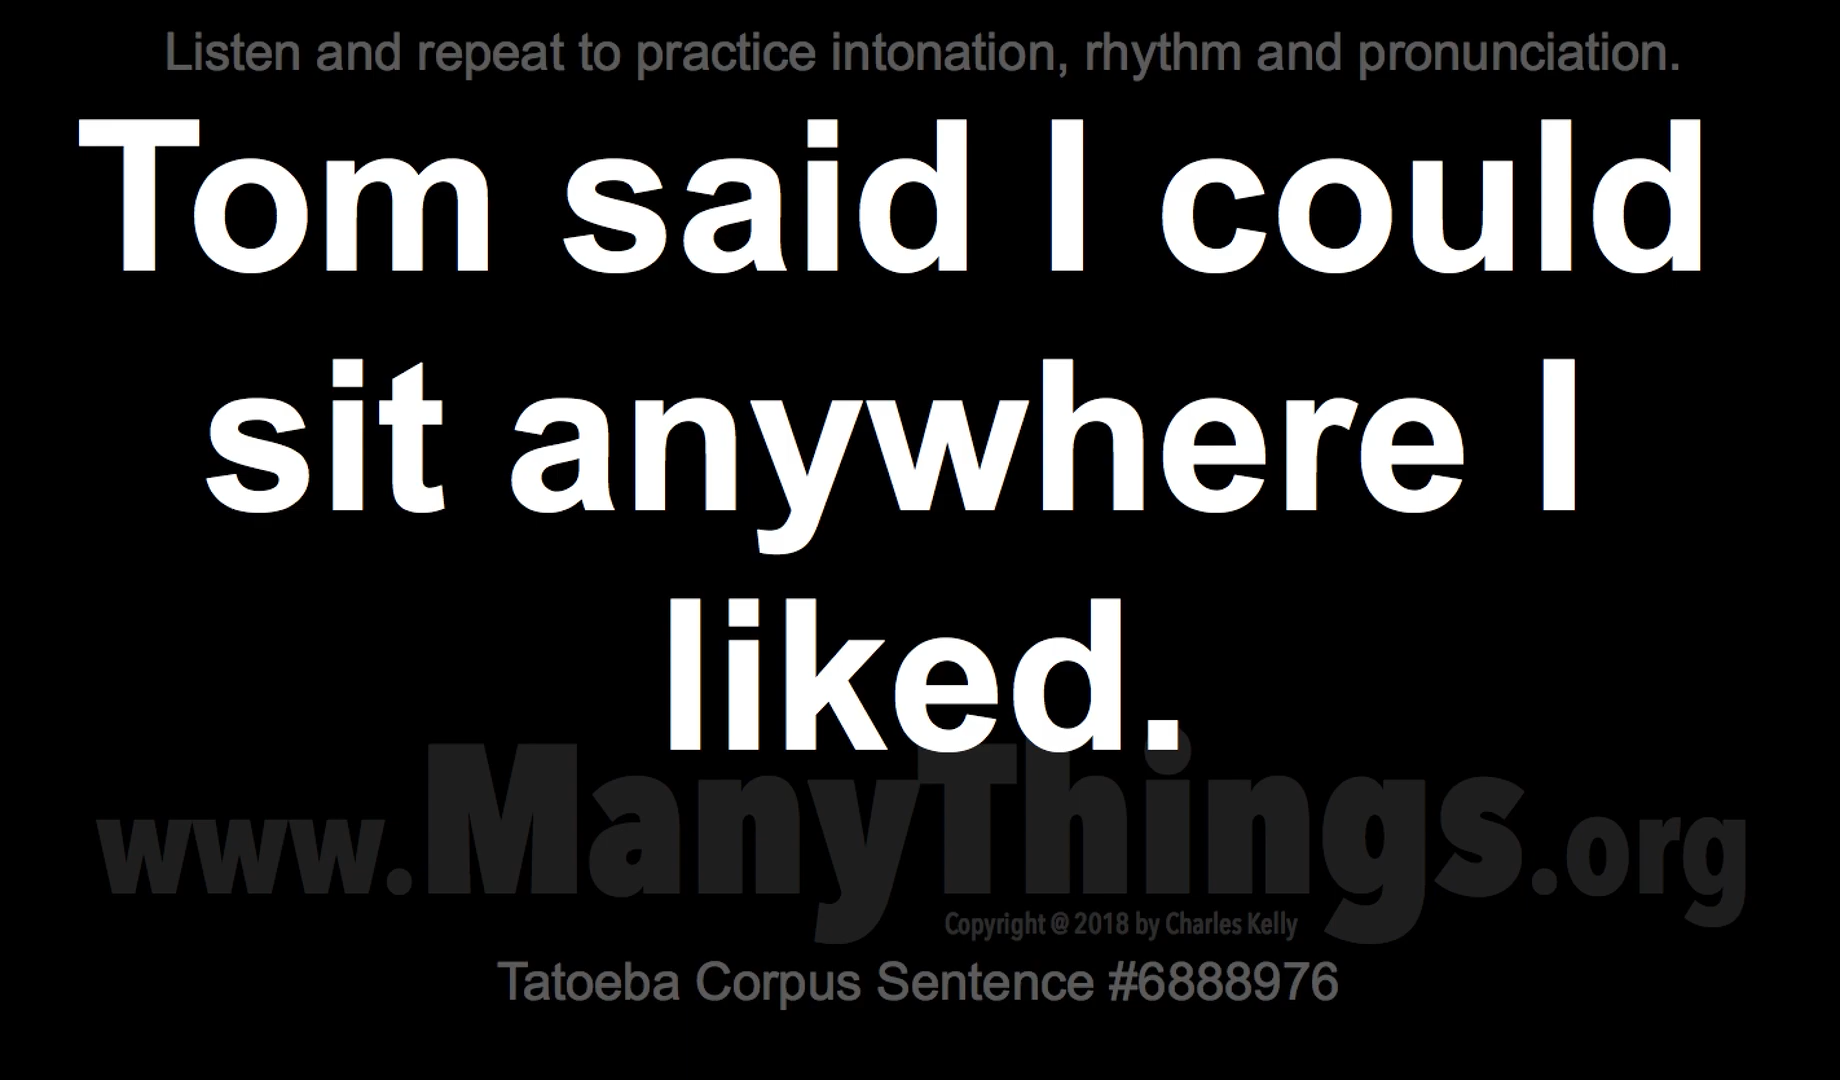 Listen and repeat to practice intonation, rhythm and pronunciation.
Tom said I could
sit anywhere I
liked.
www.ManyThings.org
Copyright @ 2018 by Charles Kelly
Tatoeba Corpus Sentence #6888976